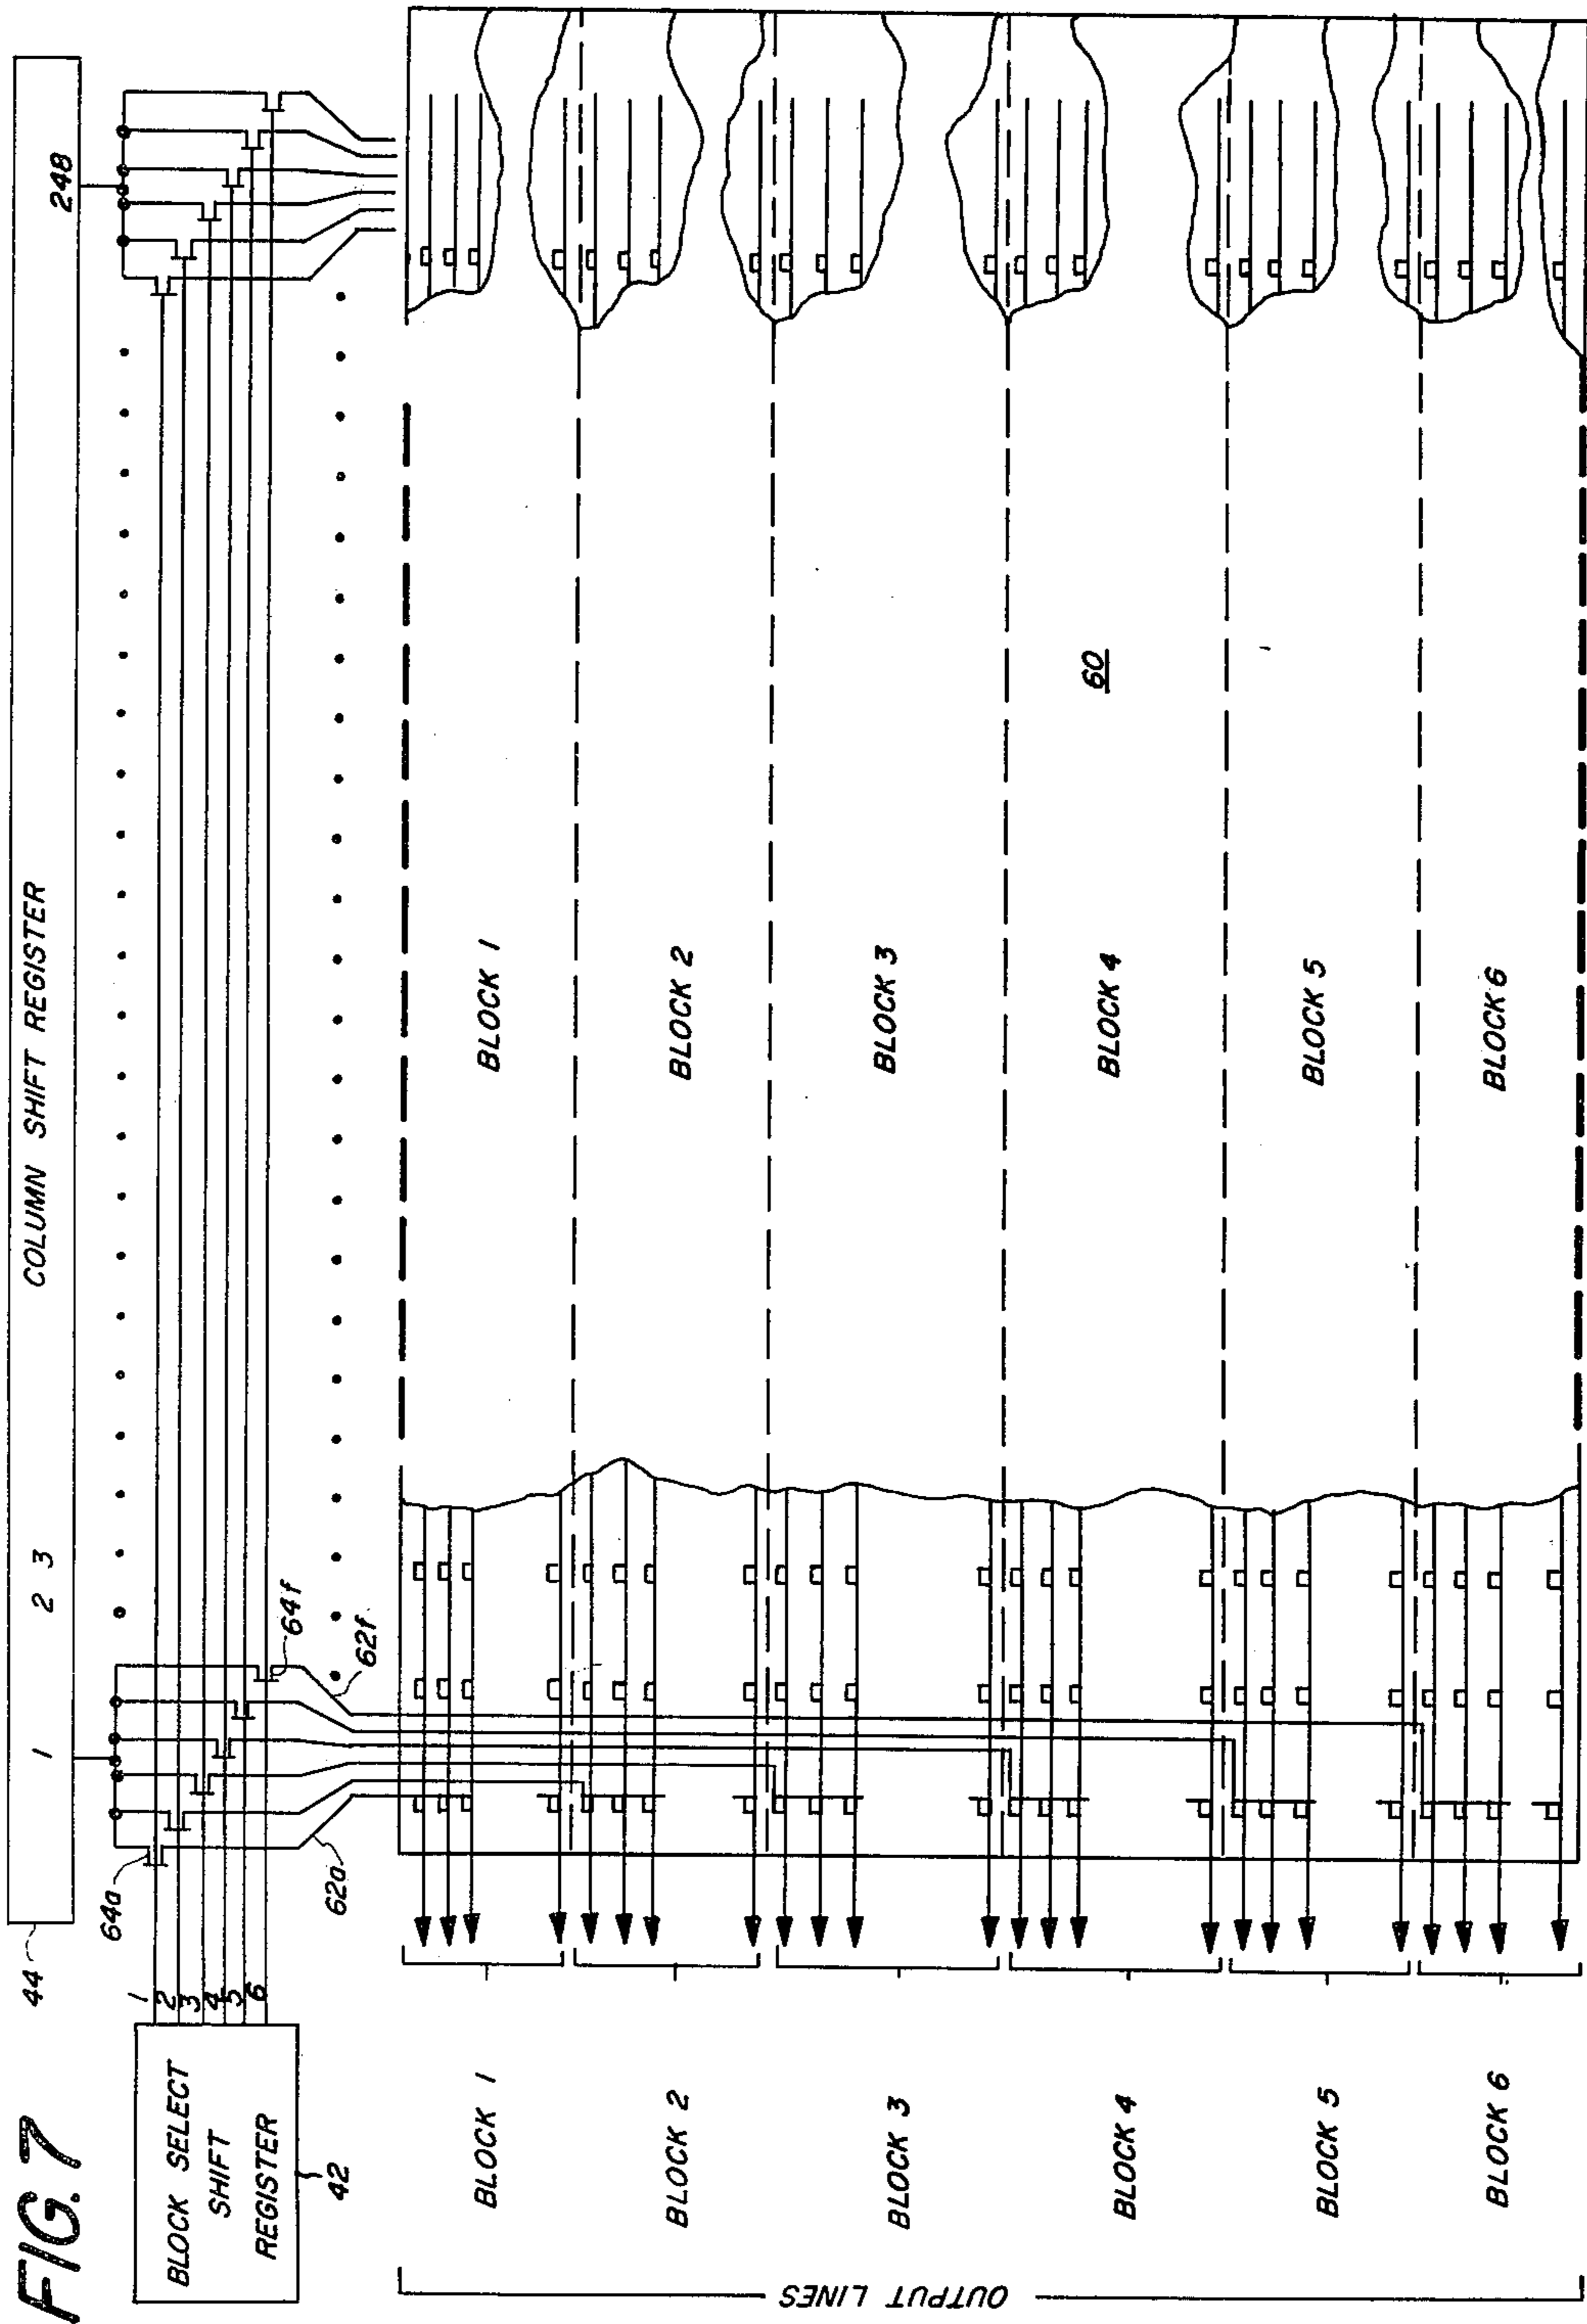 FIG. 7
44
COLUMN SHIFT REGISTER
1 2 3
248
64a
64f
1
2
3
4
5
6
BLOCK SELECT
SHIFT
REGISTER
42
62a
62f
BLOCK 1
BLOCK 2
BLOCK 3
BLOCK 4
BLOCK 5
BLOCK 6
BLOCK 1
BLOCK 2
BLOCK 3
BLOCK 4
BLOCK 5
BLOCK 6
60
OUTPUT LINES